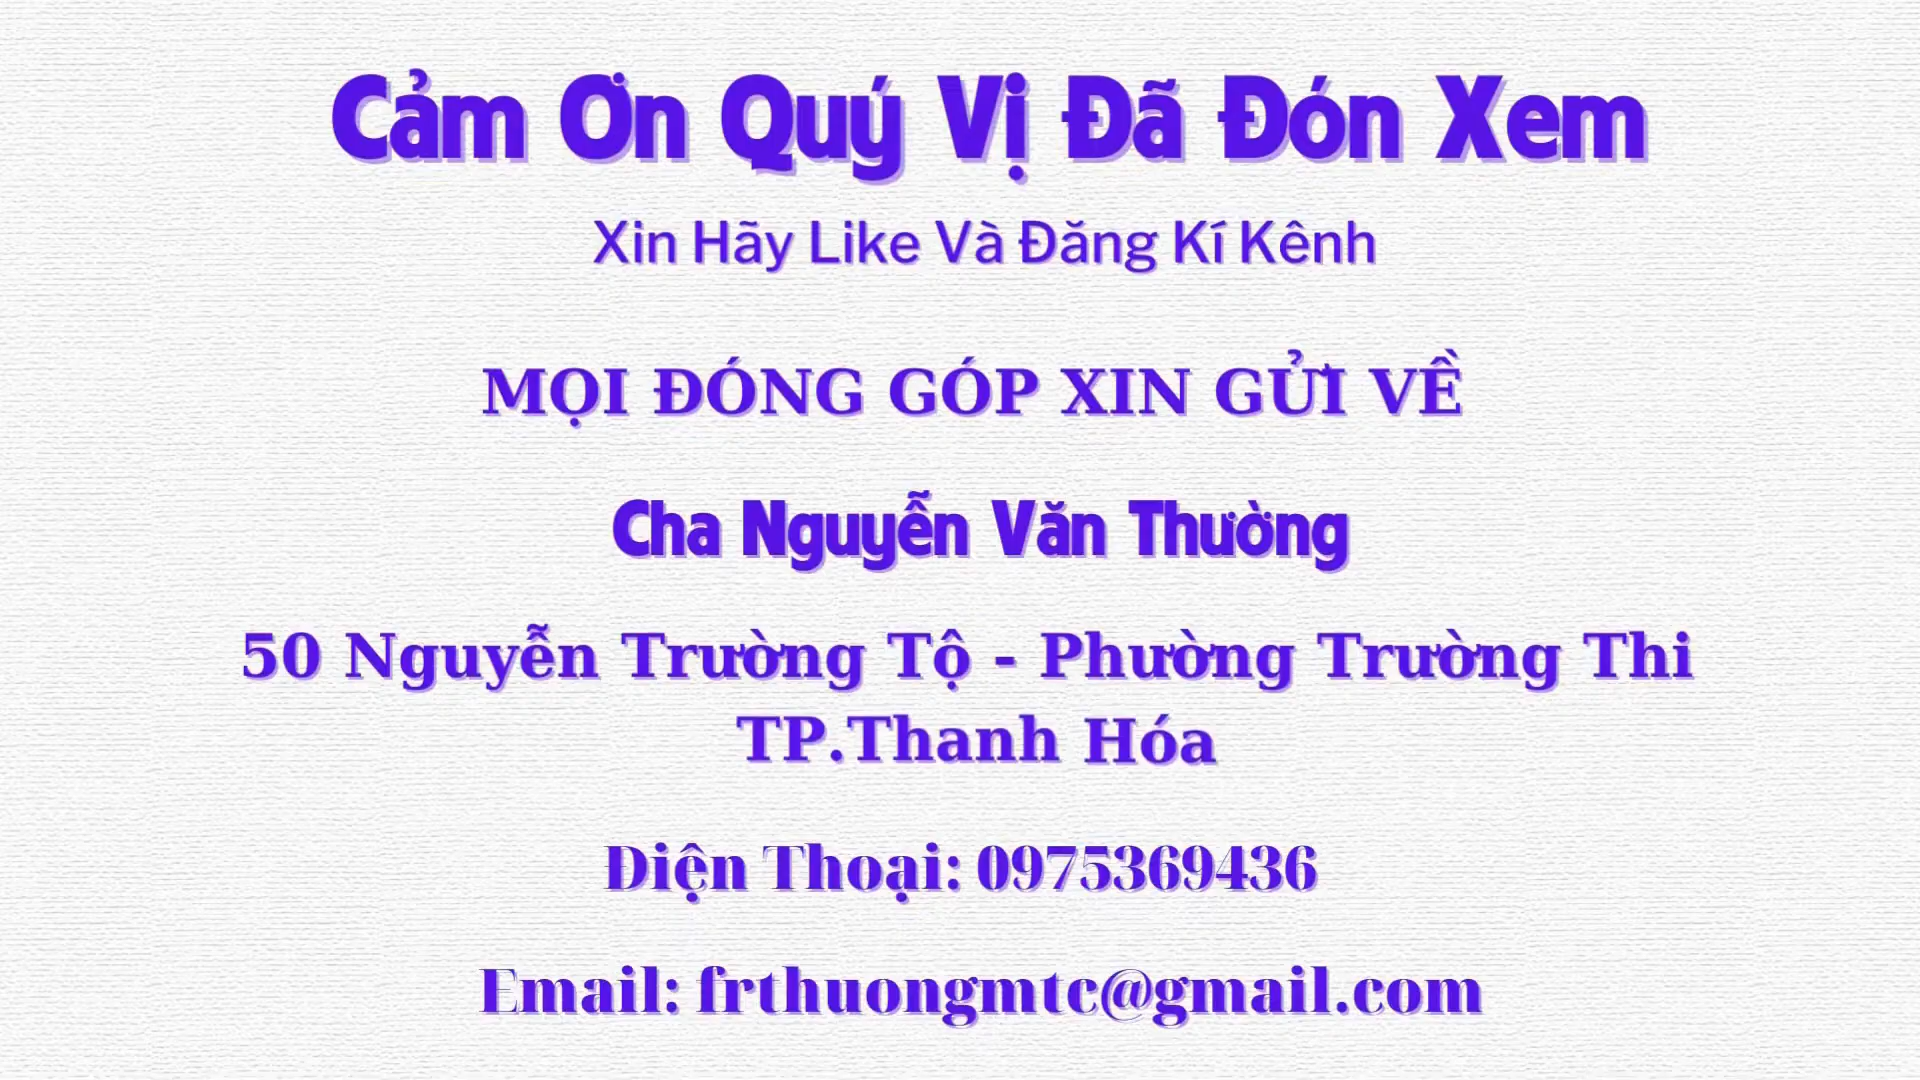 Cảm Ơn Quý Vị Đã Đón Xem
Xin Hãy Like Và Đăng Kí Kênh
MỌI ĐÓNG GÓP XIN GỬI VỀ
Cha Nguyễn Văn Thường
50 Nguyễn Trường Tộ - Phường Trường Thi
TP.Thanh Hóa
Điện Thoại: 0975369436
Email: frthuongmtc@gmail.com